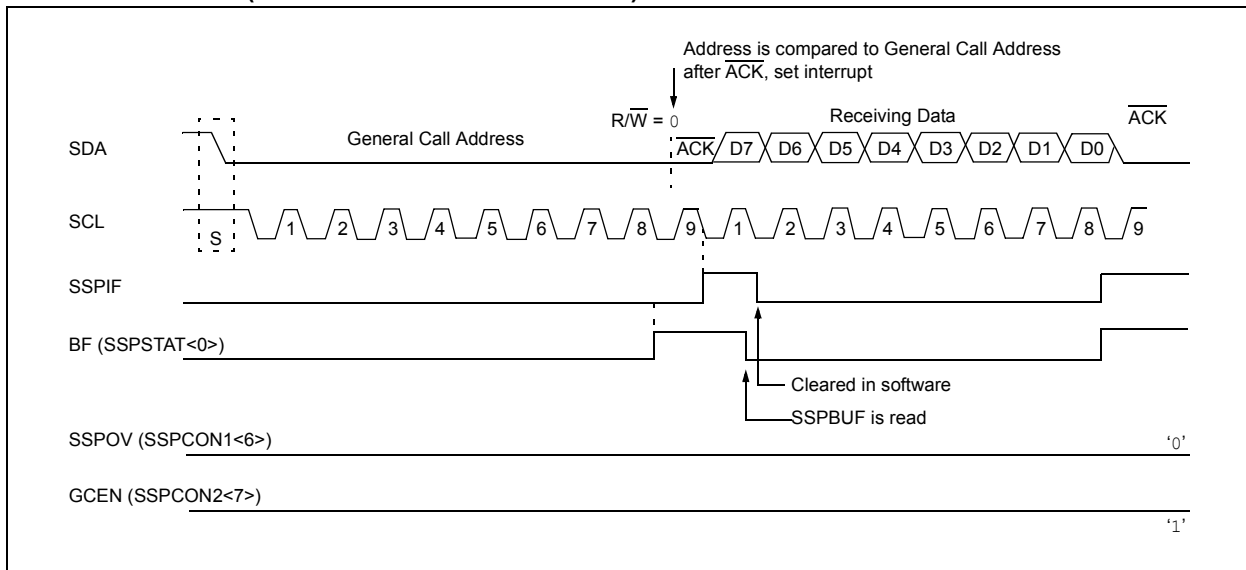 Address is compared to General Call Address
after ACK, set interrupt
R/W = 0
Receiving Data
ACK
General Call Address
SDA
ACK D7 D6 D5 D4 D3 D2 D1 D0
SCL
S
1 2 3 4 5 6 7 8 9 1 2 3 4 5 6 7 8 9
SSPIF
BF (SSPSTAT<0>)
Cleared in software
SSPBUF is read
SSPOV (SSPCON1<6>)
‘0’
GCEN (SSPCON2<7>)
‘1’